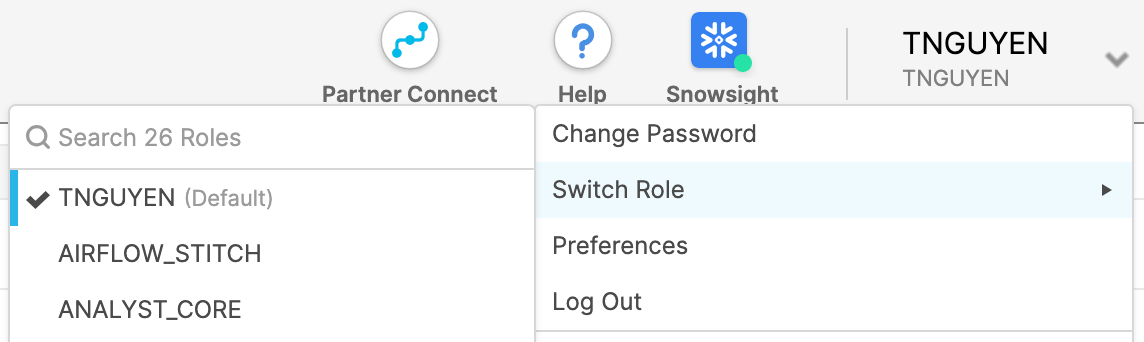 Partner Connect
Help
Snowsight
TNGUYEN
TNGUYEN
Search 26 Roles
TNGUYEN (Default)
AIRFLOW_STITCH
ANALYST_CORE
Change Password
Switch Role
Preferences
Log Out